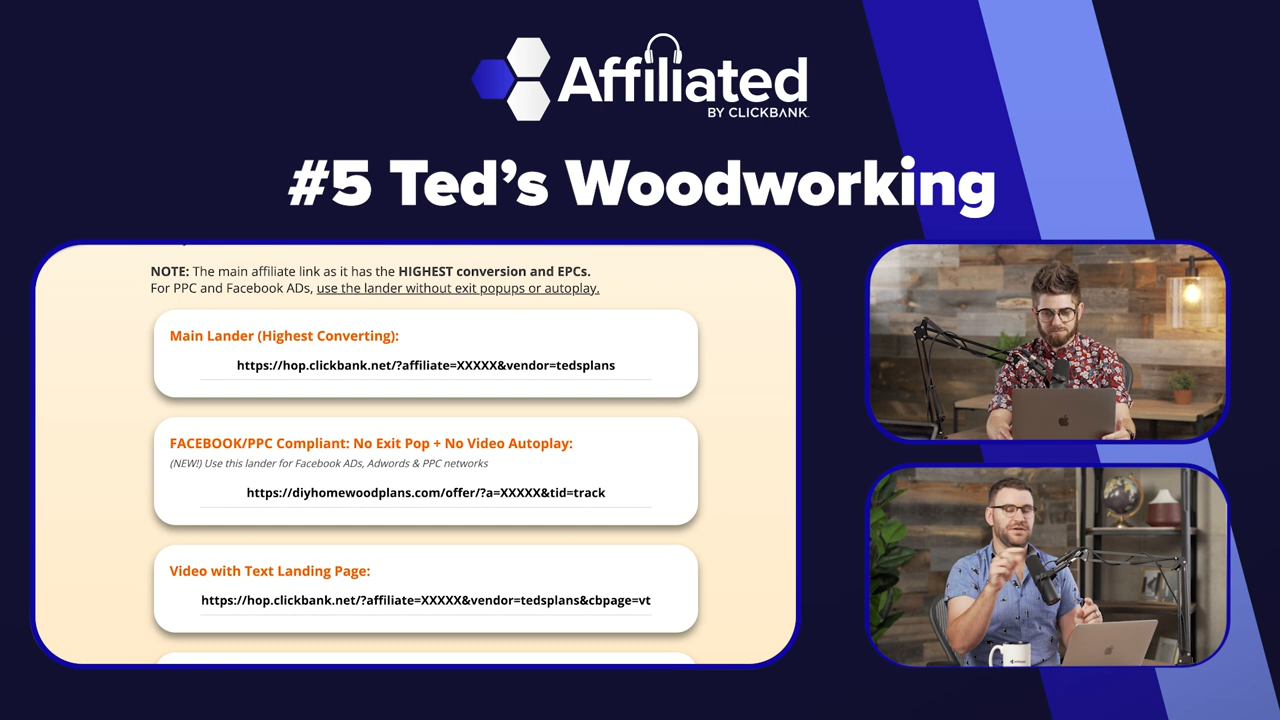 Affiliated
BY CLICKBANK
#5 Ted's Woodworking
NOTE: The main affiliate link as it has the HIGHEST conversion and EPCs.
For PPC and Facebook ADs, use the lander without exit popups or autoplay.
Main Lander (Highest Converting):
https://hop.clickbank.net/?affiliate=XXXXX&vendor=tedsplans
FACEBOOK/PPC Compliant: No Exit Pop + No Video Autoplay:
(NEW!) Use this lander for Facebook ADs, Adwords & PPC networks
https://diyhomewoodplans.com/offer/?a=XXXXX&tid=track
Video with Text Landing Page:
https://hop.clickbank.net/?affiliate=XXXXX&vendor=tedsplans&cbpage=vt